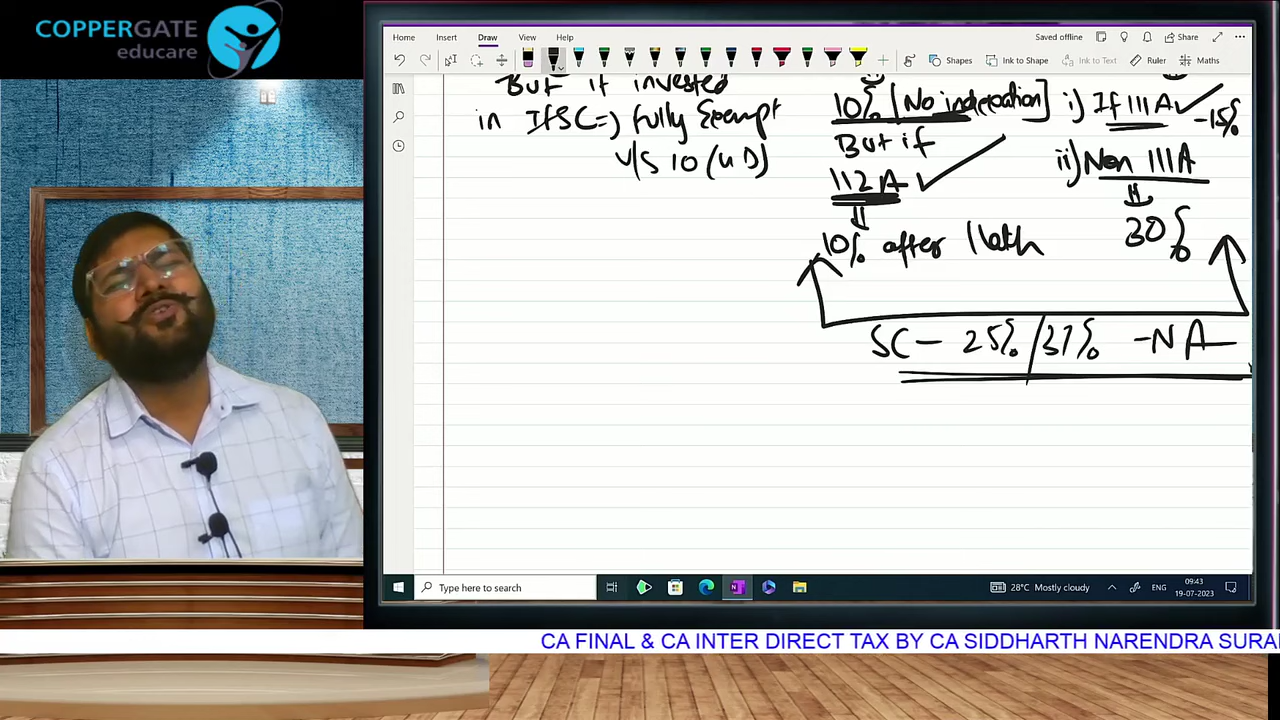 COPPERGATE
educare
Home Insert Draw View Help
Saved offline
Share
Shapes
Ink to Shape
Ink to Text
Ruler
Maths
But if invested
in IFSC=) fully Exempt
U/S 10 (4D)
10% [No indexation]
But if
112A
10% after 1 lakh
i) If 111A
-15%
ii) Non 111A
30%
SC - 25% /37% -NA
Type here to search
28°C Mostly cloudy
ENG
09:43
19-07-2023
CA FINAL & CA INTER DIRECT TAX BY CA SIDDHARTH NARENDRA SURA